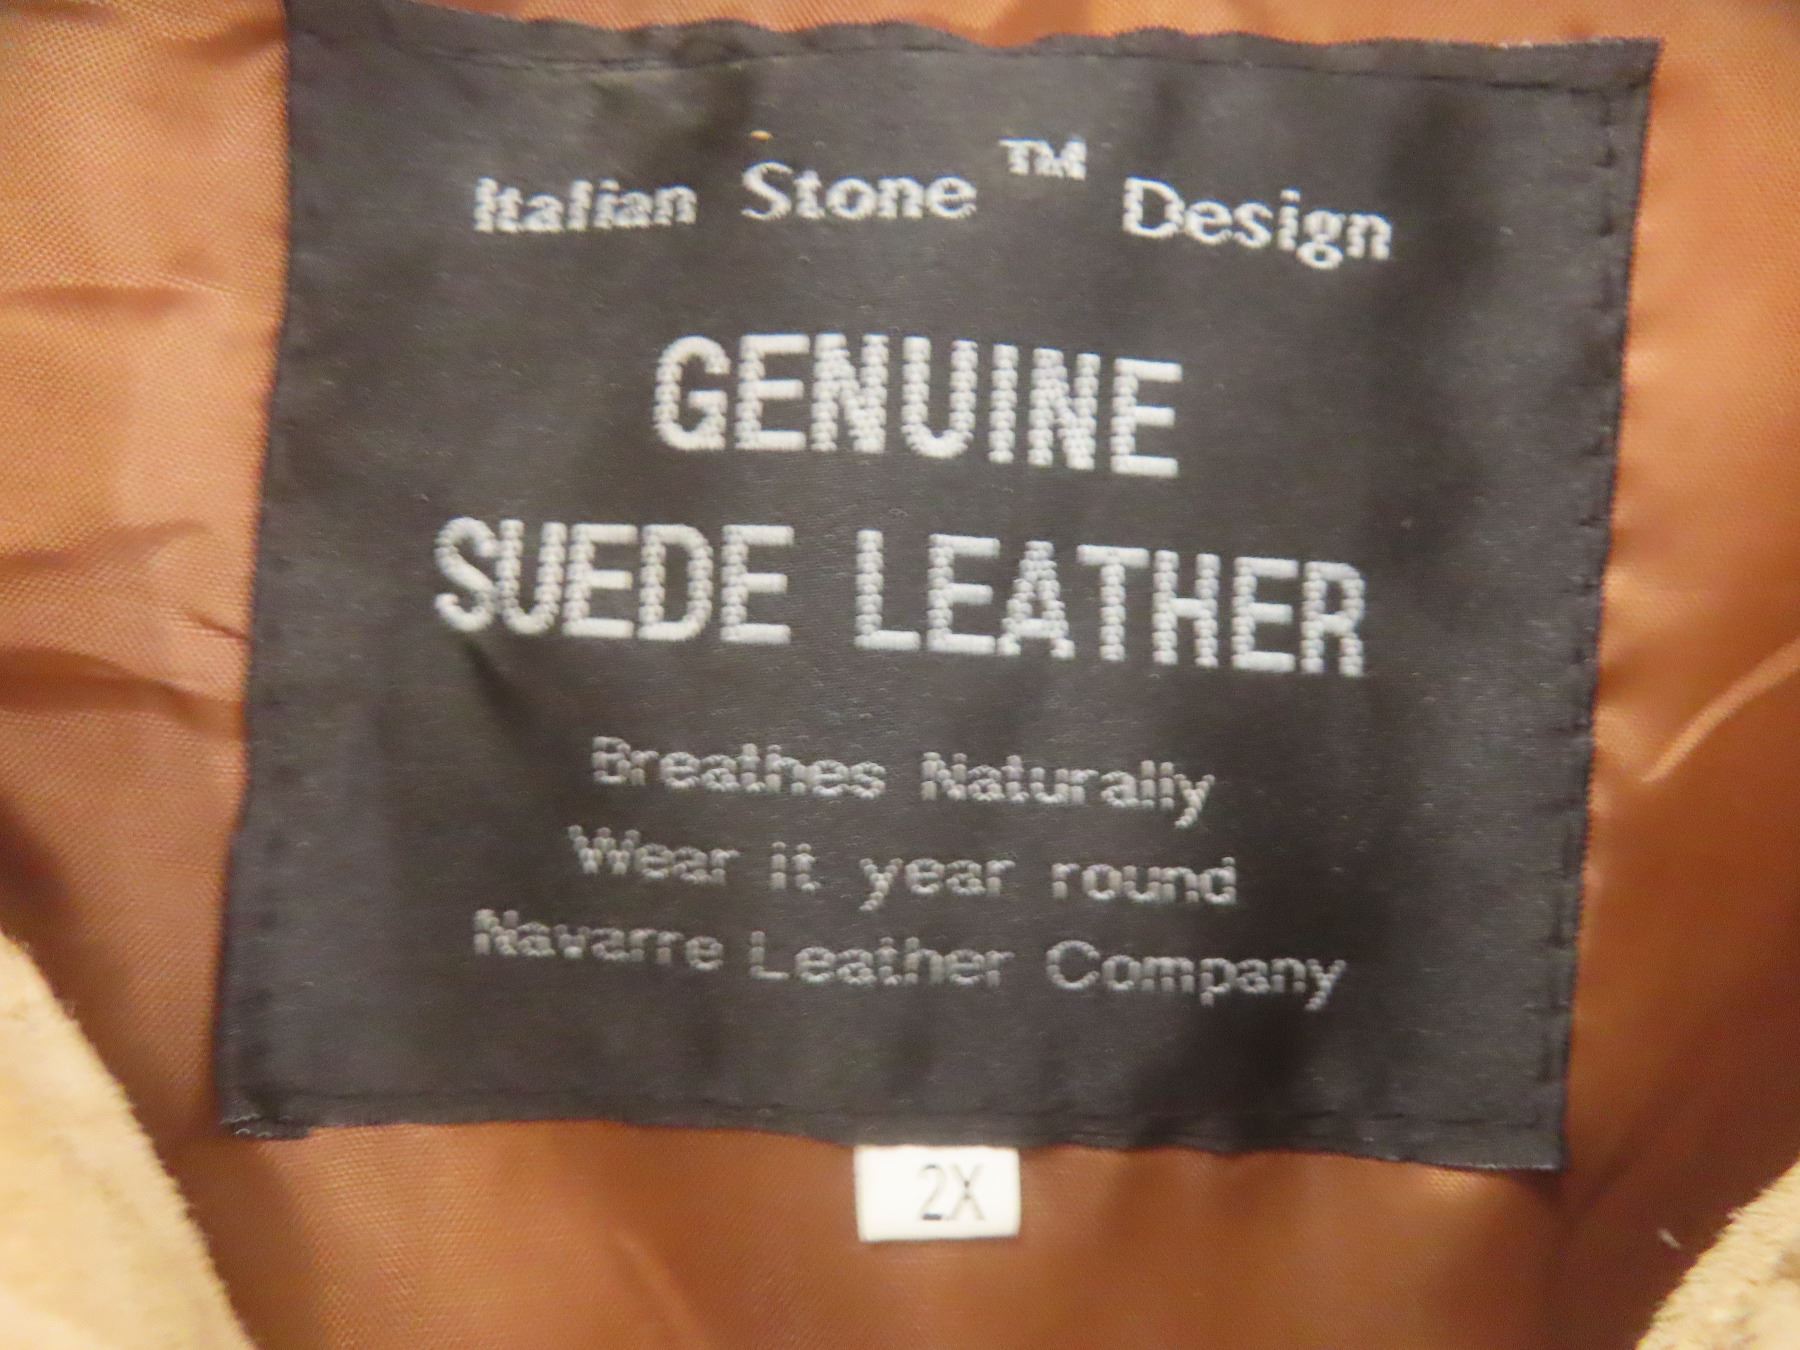 Italian Stone ™ Design
GENUINE
SUEDE LEATHER
Breathes Naturally
Wear it year round
Navarre Leather Company
2X